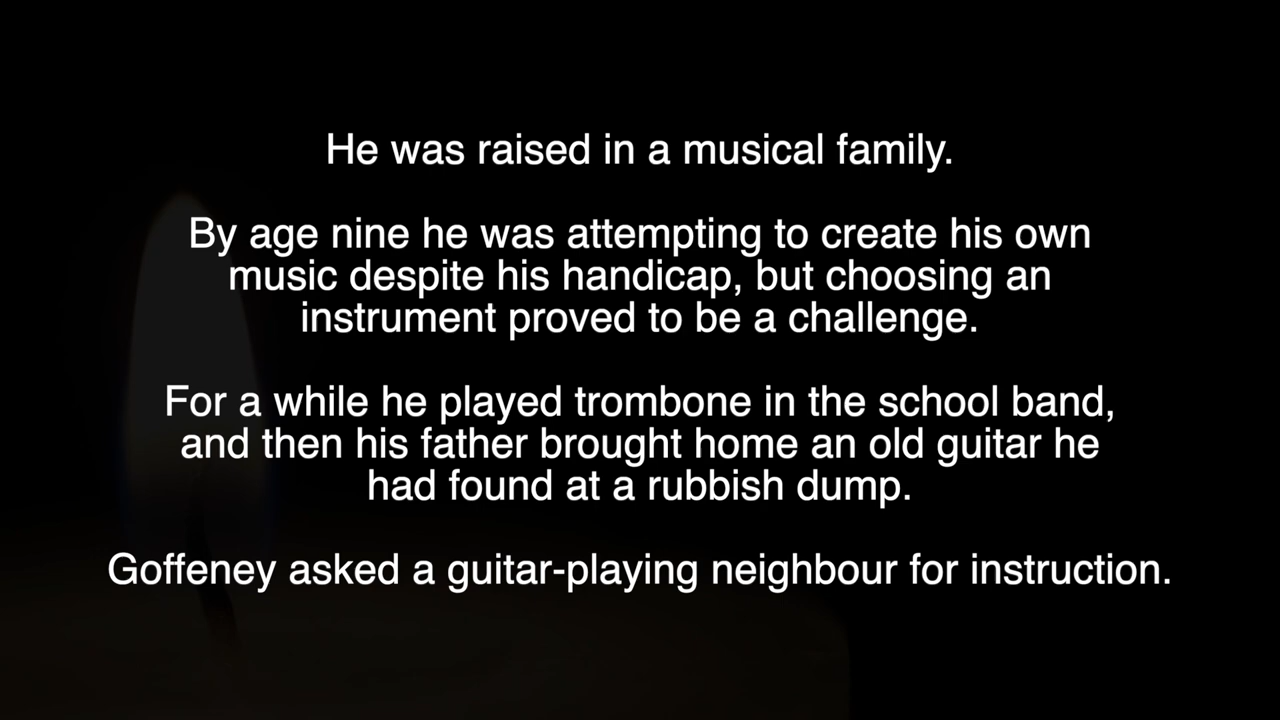 He was raised in a musical family.
By age nine he was attempting to create his own
music despite his handicap, but choosing an
instrument proved to be a challenge.
For a while he played trombone in the school band,
and then his father brought home an old guitar he
had found at a rubbish dump.
Goffeney asked a guitar-playing neighbour for instruction.